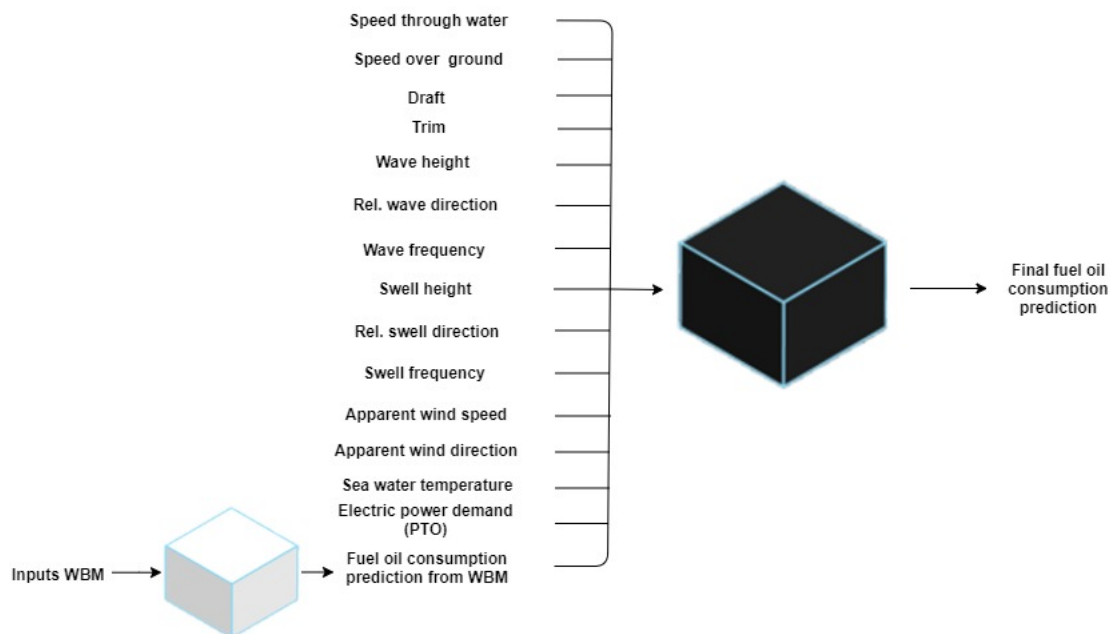 Speed through water
Speed over ground
Draft
Trim
Wave height
Rel. wave direction
Wave frequency
Swell height
Rel. swell direction
Swell frequency
Apparent wind speed
Apparent wind direction
Sea water temperature
Electric power demand
(PTO)
Fuel oil consumption
prediction from WBM
Inputs WBM
Final fuel oil
consumption
prediction